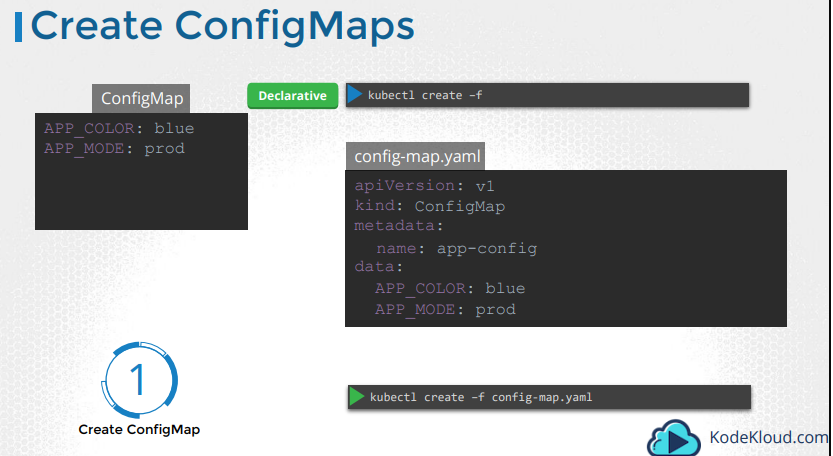 Create ConfigMaps
ConfigMap
APP_COLOR: blue
APP_MODE: prod
Declarative
kubectl create –f
config-map.yaml
apiVersion: v1
kind: ConfigMap
metadata:
name: app-config
data:
APP_COLOR: blue
APP_MODE: prod
1
Create ConfigMap
kubectl create –f config-map.yaml
KodeKloud.com